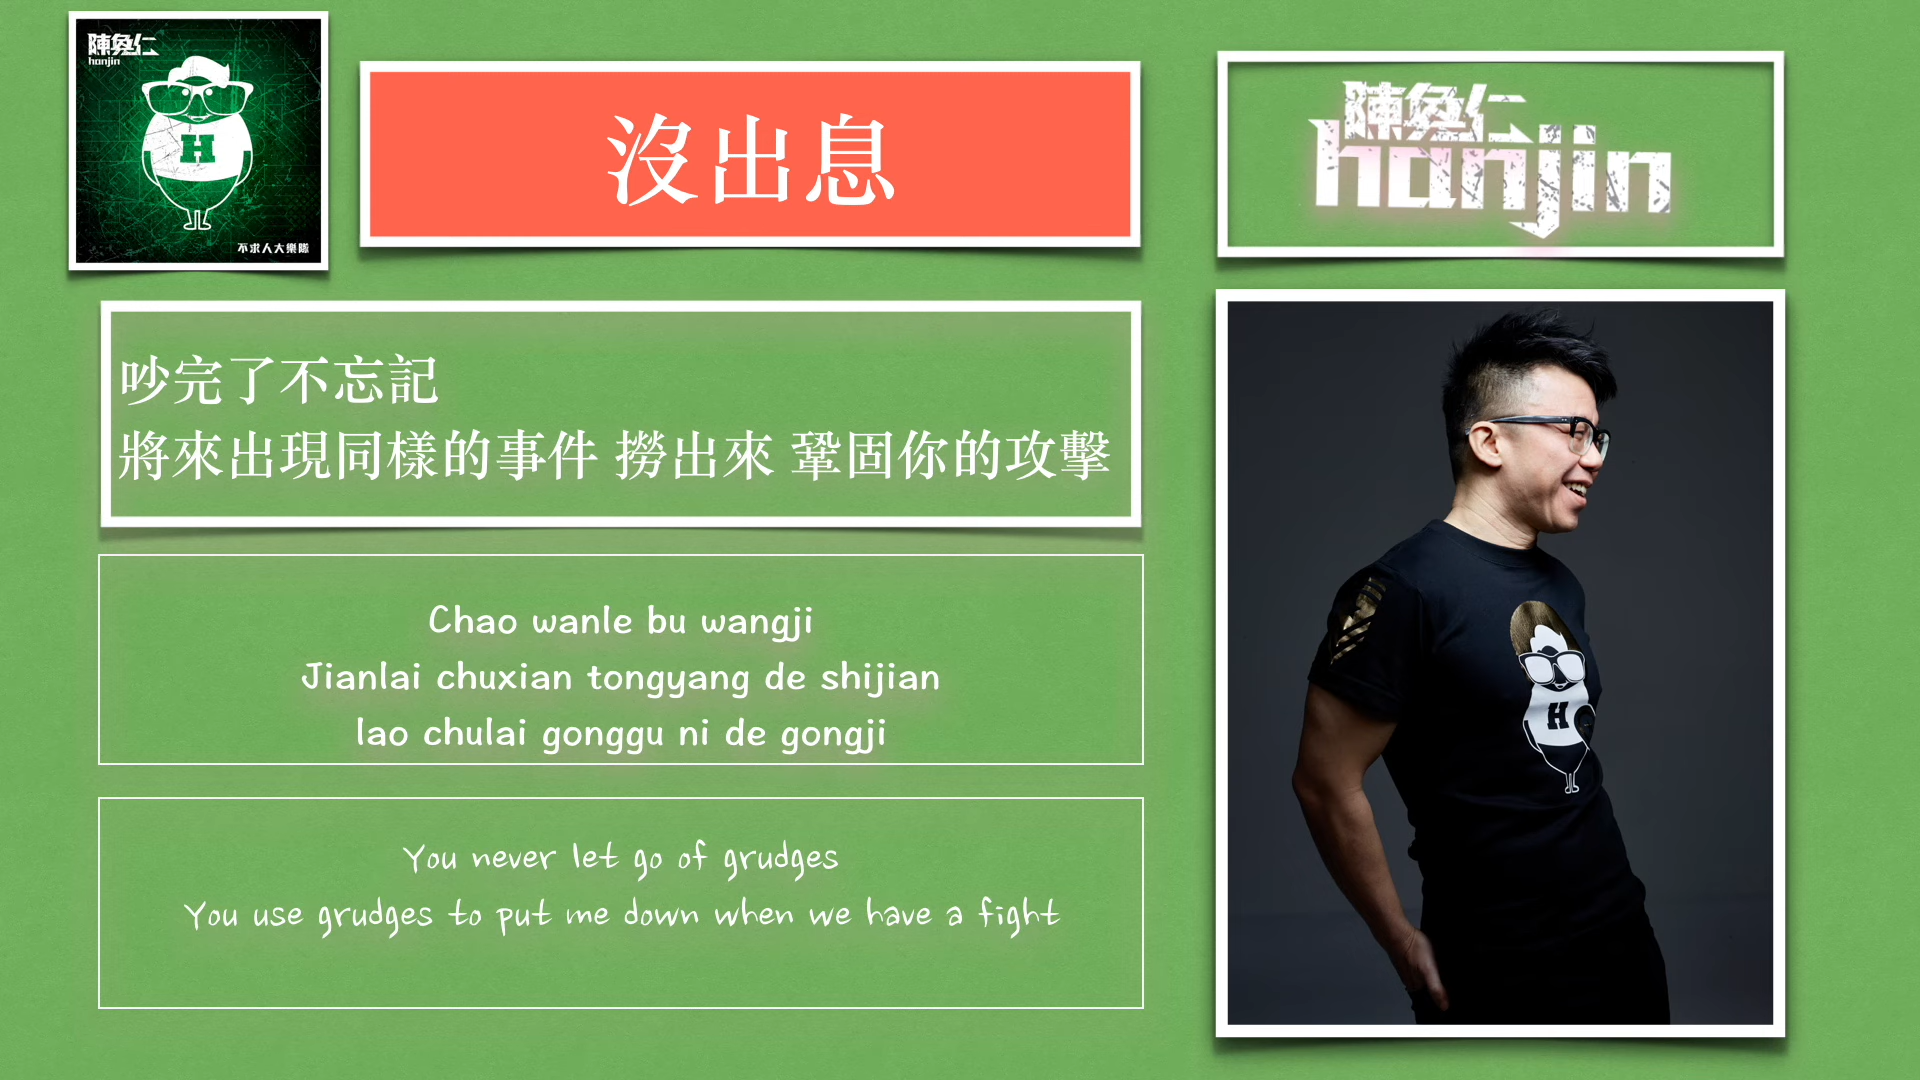 陳奐仁
hanjin
H
不求人大樂隊
沒出息
陳奐仁
hanjin
吵完了不忘記
將來出現同樣的事件 撈出來 鞏固你的攻擊
Chao wanle bu wangji
Jianlai chuxian tongyang de shijian
lao chulai gonggu ni de gongji
You never let go of grudges
You use grudges to put me down when we have a fight
H